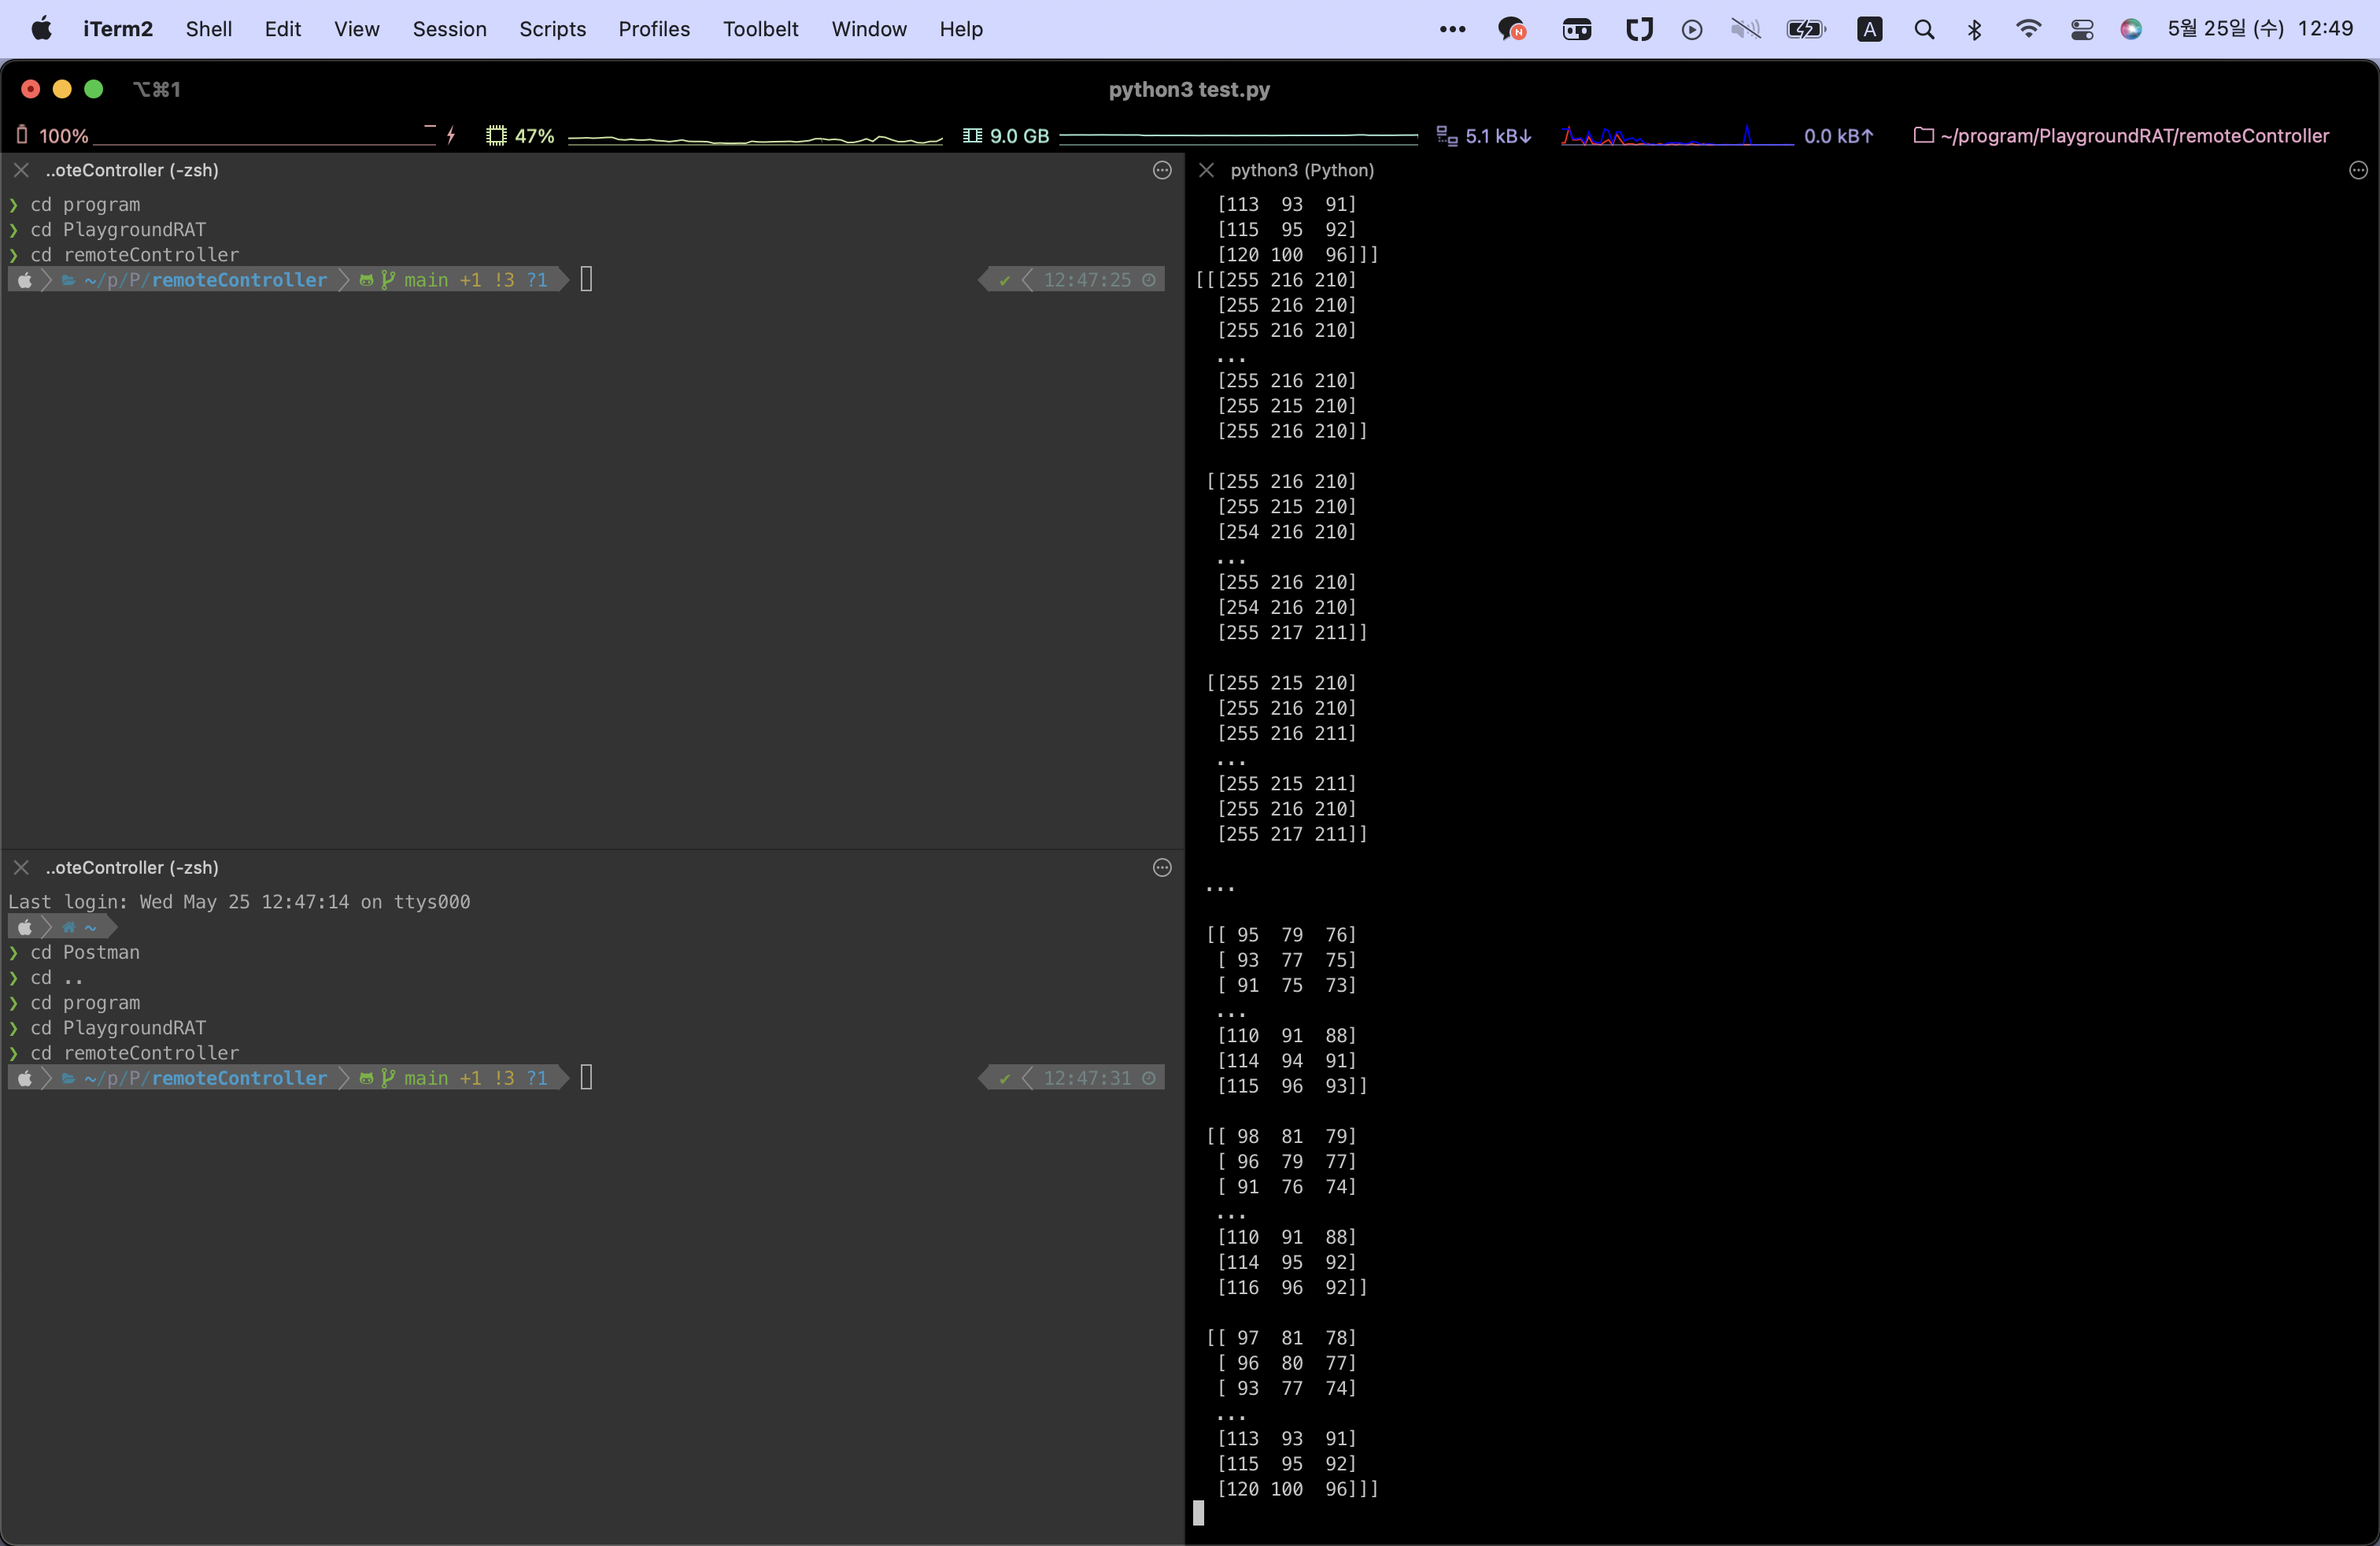 iTerm2 Shell Edit View Session Scripts Profiles Toolbelt Window Help A 5월 25일 (수) 12:49
⌥⌘1 python3 test.py
100% 47% 9.0 GB 5.1 kB↓ 0.0 kB↑ ~/program/PlaygroundRAT/remoteController
..oteController (-zsh)
❯ cd program
❯ cd PlaygroundRAT
❯ cd remoteController
~/p/P/remoteController main +1 !3 ?1 ✔ 12:47:25
..oteController (-zsh)
Last login: Wed May 25 12:47:14 on ttys000
~
❯ cd Postman
❯ cd ..
❯ cd program
❯ cd PlaygroundRAT
❯ cd remoteController
~/p/P/remoteController main +1 !3 ?1 ✔ 12:47:31
python3 (Python)
[113  93  91]
[115  95  92]
[120 100  96]]]
[[[255 216 210]
[255 216 210]
[255 216 210]
...
[255 216 210]
[255 215 210]
[255 216 210]]
[[255 216 210]
[255 215 210]
[254 216 210]
...
[255 216 210]
[254 216 210]
[255 217 211]]
[[255 215 210]
[255 216 210]
[255 216 211]
...
[255 215 211]
[255 216 210]
[255 217 211]]
...
[[ 95  79  76]
[ 93  77  75]
[ 91  75  73]
...
[110  91  88]
[114  94  91]
[115  96  93]]
[[ 98  81  79]
[ 96  79  77]
[ 91  76  74]
...
[110  91  88]
[114  95  92]
[116  96  92]]
[[ 97  81  78]
[ 96  80  77]
[ 93  77  74]
...
[113  93  91]
[115  95  92]
[120 100  96]]]